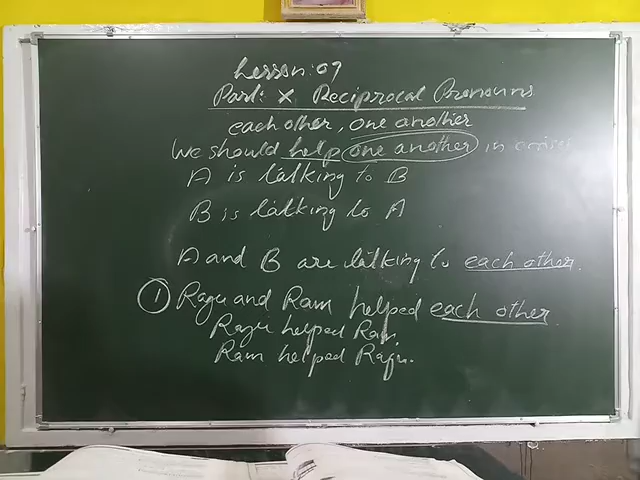 Lesson: 07
Part: X Reciprocal Pronouns
each other, one another
We should help one another in crisis
A is talking to B
B is talking to A
A and B are talking to each other.
① Raju and Ram helped each other
Raju helped Ram.
Ram helped Raju.